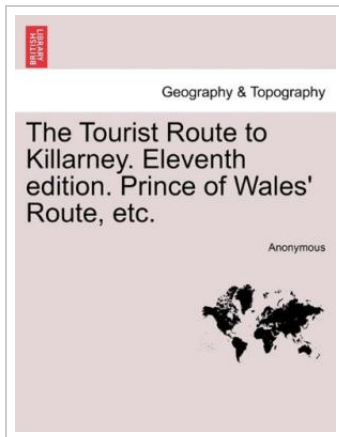 BRITISH
LIBRARY
Geography & Topography
The Tourist Route to
Killarney. Eleventh
edition. Prince of Wales'
Route, etc.
Anonymous